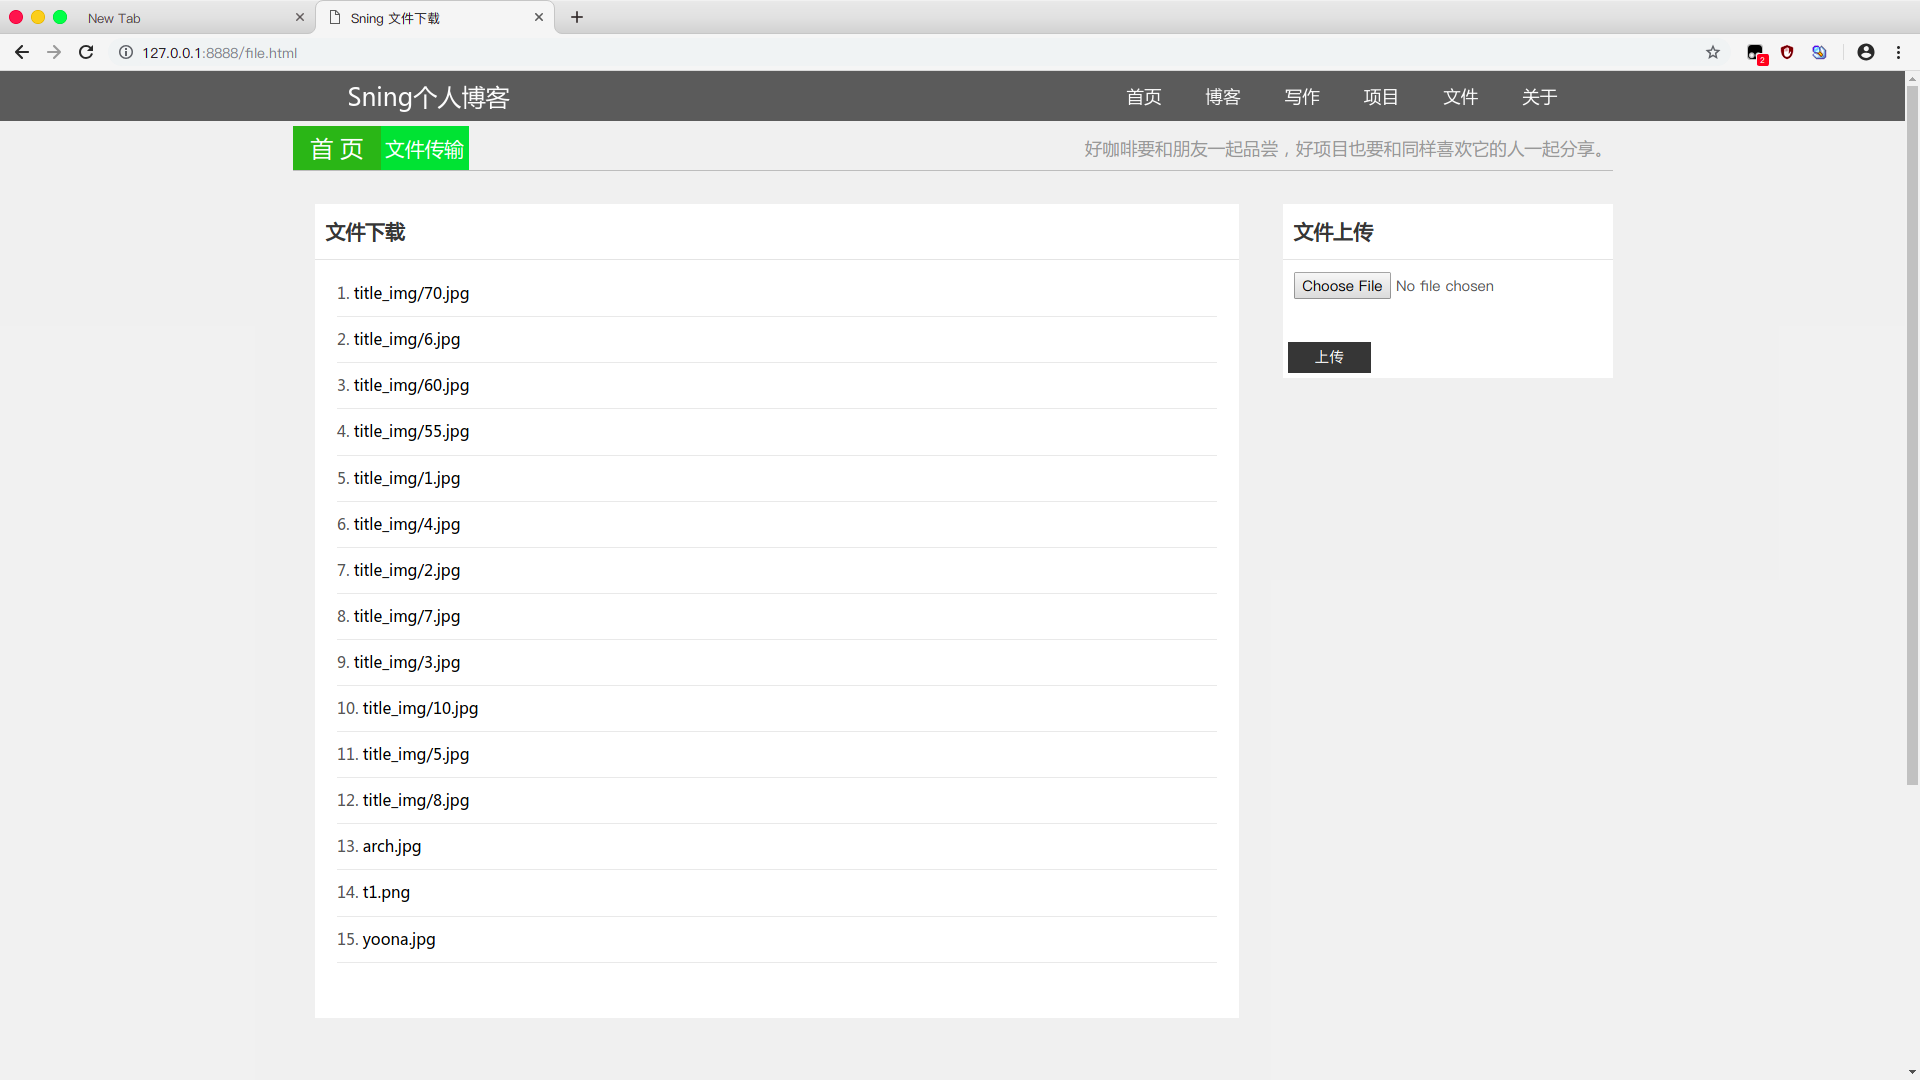 New Tab
Sning 文件下载
127.0.0.1:8888/file.html
2
Sning个人博客
首页 博客 写作 项目 文件 关于
首 页 文件传输
好咖啡要和朋友一起品尝，好项目也要和同样喜欢它的人一起分享。
文件下载
1. title_img/70.jpg
2. title_img/6.jpg
3. title_img/60.jpg
4. title_img/55.jpg
5. title_img/1.jpg
6. title_img/4.jpg
7. title_img/2.jpg
8. title_img/7.jpg
9. title_img/3.jpg
10. title_img/10.jpg
11. title_img/5.jpg
12. title_img/8.jpg
13. arch.jpg
14. t1.png
15. yoona.jpg
文件上传
Choose File No file chosen
上传